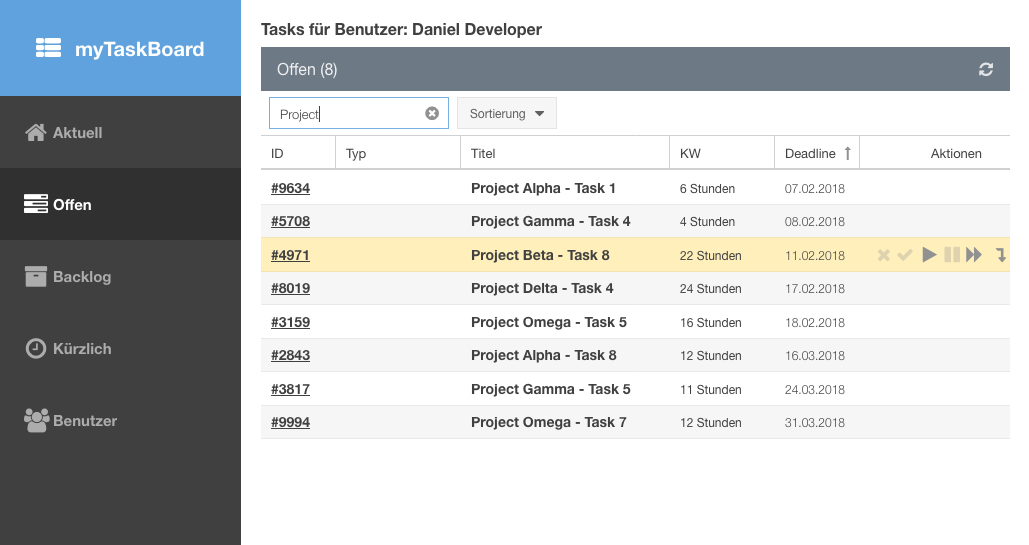 myTaskBoard
Aktuell
Offen
Backlog
Kürzlich
Benutzer
Tasks für Benutzer: Daniel Developer
Offen (8)
Project Sortierung
ID Typ Titel KW Deadline Aktionen
#9634 Project Alpha - Task 1 6 Stunden 07.02.2018
#5708 Project Gamma - Task 4 4 Stunden 08.02.2018
#4971 Project Beta - Task 8 22 Stunden 11.02.2018
#8019 Project Delta - Task 4 24 Stunden 17.02.2018
#3159 Project Omega - Task 5 16 Stunden 18.02.2018
#2843 Project Alpha - Task 8 12 Stunden 16.03.2018
#3817 Project Gamma - Task 5 11 Stunden 24.03.2018
#9994 Project Omega - Task 7 12 Stunden 31.03.2018